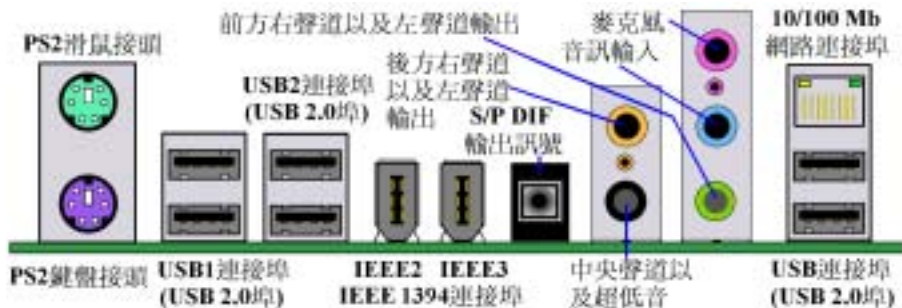 PS2滑鼠接頭
前方右聲道以及左聲道輸出
麥克風
音訊輸入
10/100 Mb
網路連接埠
USB2連接埠
(USB 2.0埠)
後方右聲道
以及左聲道
輸出
S/P DIF
輸出訊號
PS2鍵盤接頭
USB1連接埠
(USB 2.0埠)
IEEE2
IEEE3
IEEE 1394連接埠
中央聲道以
及超低音
USB連接埠
(USB 2.0埠)